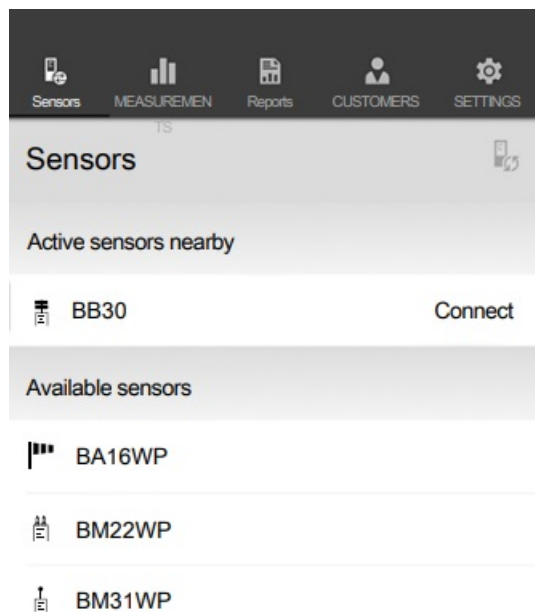 Sensors MEASUREMEN Reports CUSTOMERS SETTINGS
TS
Sensors
Active sensors nearby
BB30 Connect
Available sensors
BA16WP
BM22WP
BM31WP